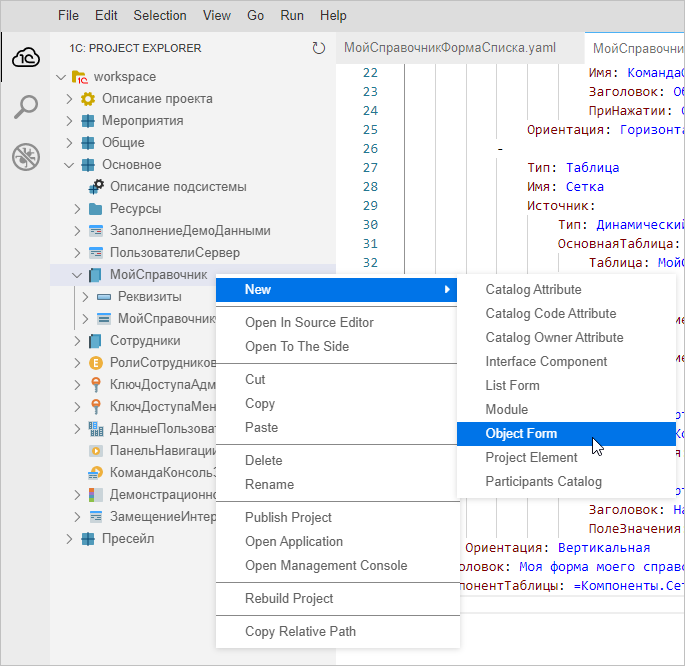 File Edit Selection View Go Run Help
1C: PROJECT EXPLORER
workspace
Описание проекта
Мероприятия
Общие
Основное
Описание подсистемы
Ресурсы
ЗаполнениеДемоДанными
ПользователиСервер
МойСправочник
Реквизиты
МойСправочник
Сотрудники
РолиСотрудников
КлючДоступаАдм
КлючДоступаМен
ДанныеПользоват
ПанельНавигации
КомандаКонсоль
Демонстрационно
ЗамещениеИнтер
Пресейл
New
Open In Source Editor
Open To The Side
Cut
Copy
Paste
Delete
Rename
Publish Project
Open Application
Open Management Console
Rebuild Project
Copy Relative Path
Catalog Attribute
Catalog Code Attribute
Catalog Owner Attribute
Interface Component
List Form
Module
Object Form
Project Element
Participants Catalog
МойСправочникФормаСписка.yaml МойСправочни
22 Имя: Команда
23 Заголовок: Об
24 ПриНажатии:
25 Ориентация: Горизонта
26 -
27 Тип: Таблица
28 Имя: Сетка
29 Источник:
30 Тип: Динамический
31 ОсновнаяТаблица:
32 Таблица: Мой
Заголовок: На
ПолеЗначения
Ориентация: Вертикальная
оловок: Моя форма моего справо
понентТаблицы: =Компоненты.Сет